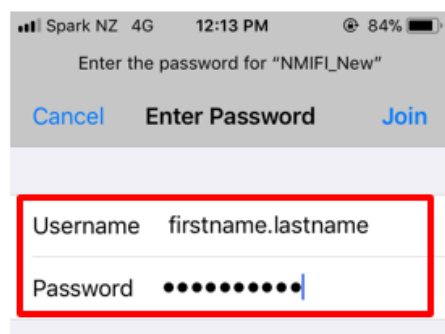 Spark NZ 4G 12:13 PM 84%
Enter the password for “NMIFI_New”
Cancel Enter Password Join
Username firstname.lastname
Password ●●●●●●●●●●